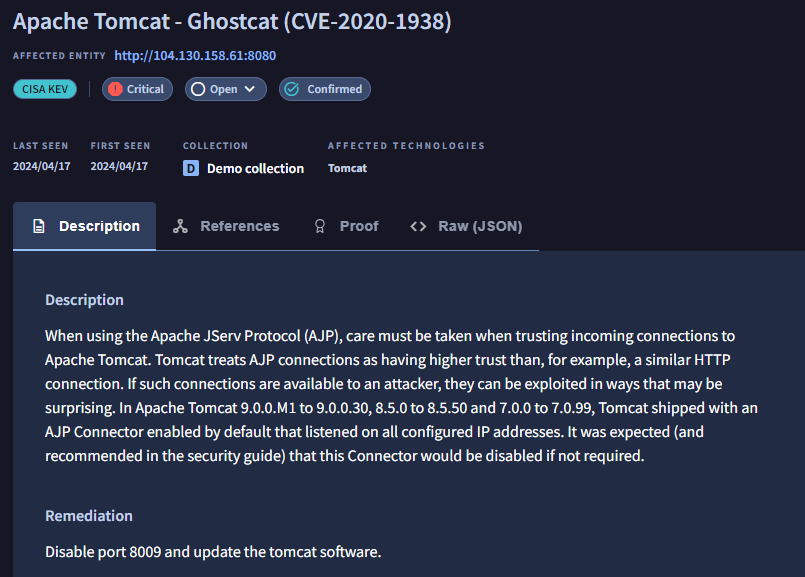 Apache Tomcat - Ghostcat (CVE-2020-1938)
AFFECTED ENTITY http://104.130.158.61:8080
CISA KEV Critical Open Confirmed
LAST SEEN FIRST SEEN COLLECTION AFFECTED TECHNOLOGIES
2024/04/17 2024/04/17 D Demo collection Tomcat
Description References Proof Raw (JSON)
Description
When using the Apache JServ Protocol (AJP), care must be taken when trusting incoming connections to
Apache Tomcat. Tomcat treats AJP connections as having higher trust than, for example, a similar HTTP
connection. If such connections are available to an attacker, they can be exploited in ways that may be
surprising. In Apache Tomcat 9.0.0.M1 to 9.0.0.30, 8.5.0 to 8.5.50 and 7.0.0 to 7.0.99, Tomcat shipped with an
AJP Connector enabled by default that listened on all configured IP addresses. It was expected (and
recommended in the security guide) that this Connector would be disabled if not required.
Remediation
Disable port 8009 and update the tomcat software.